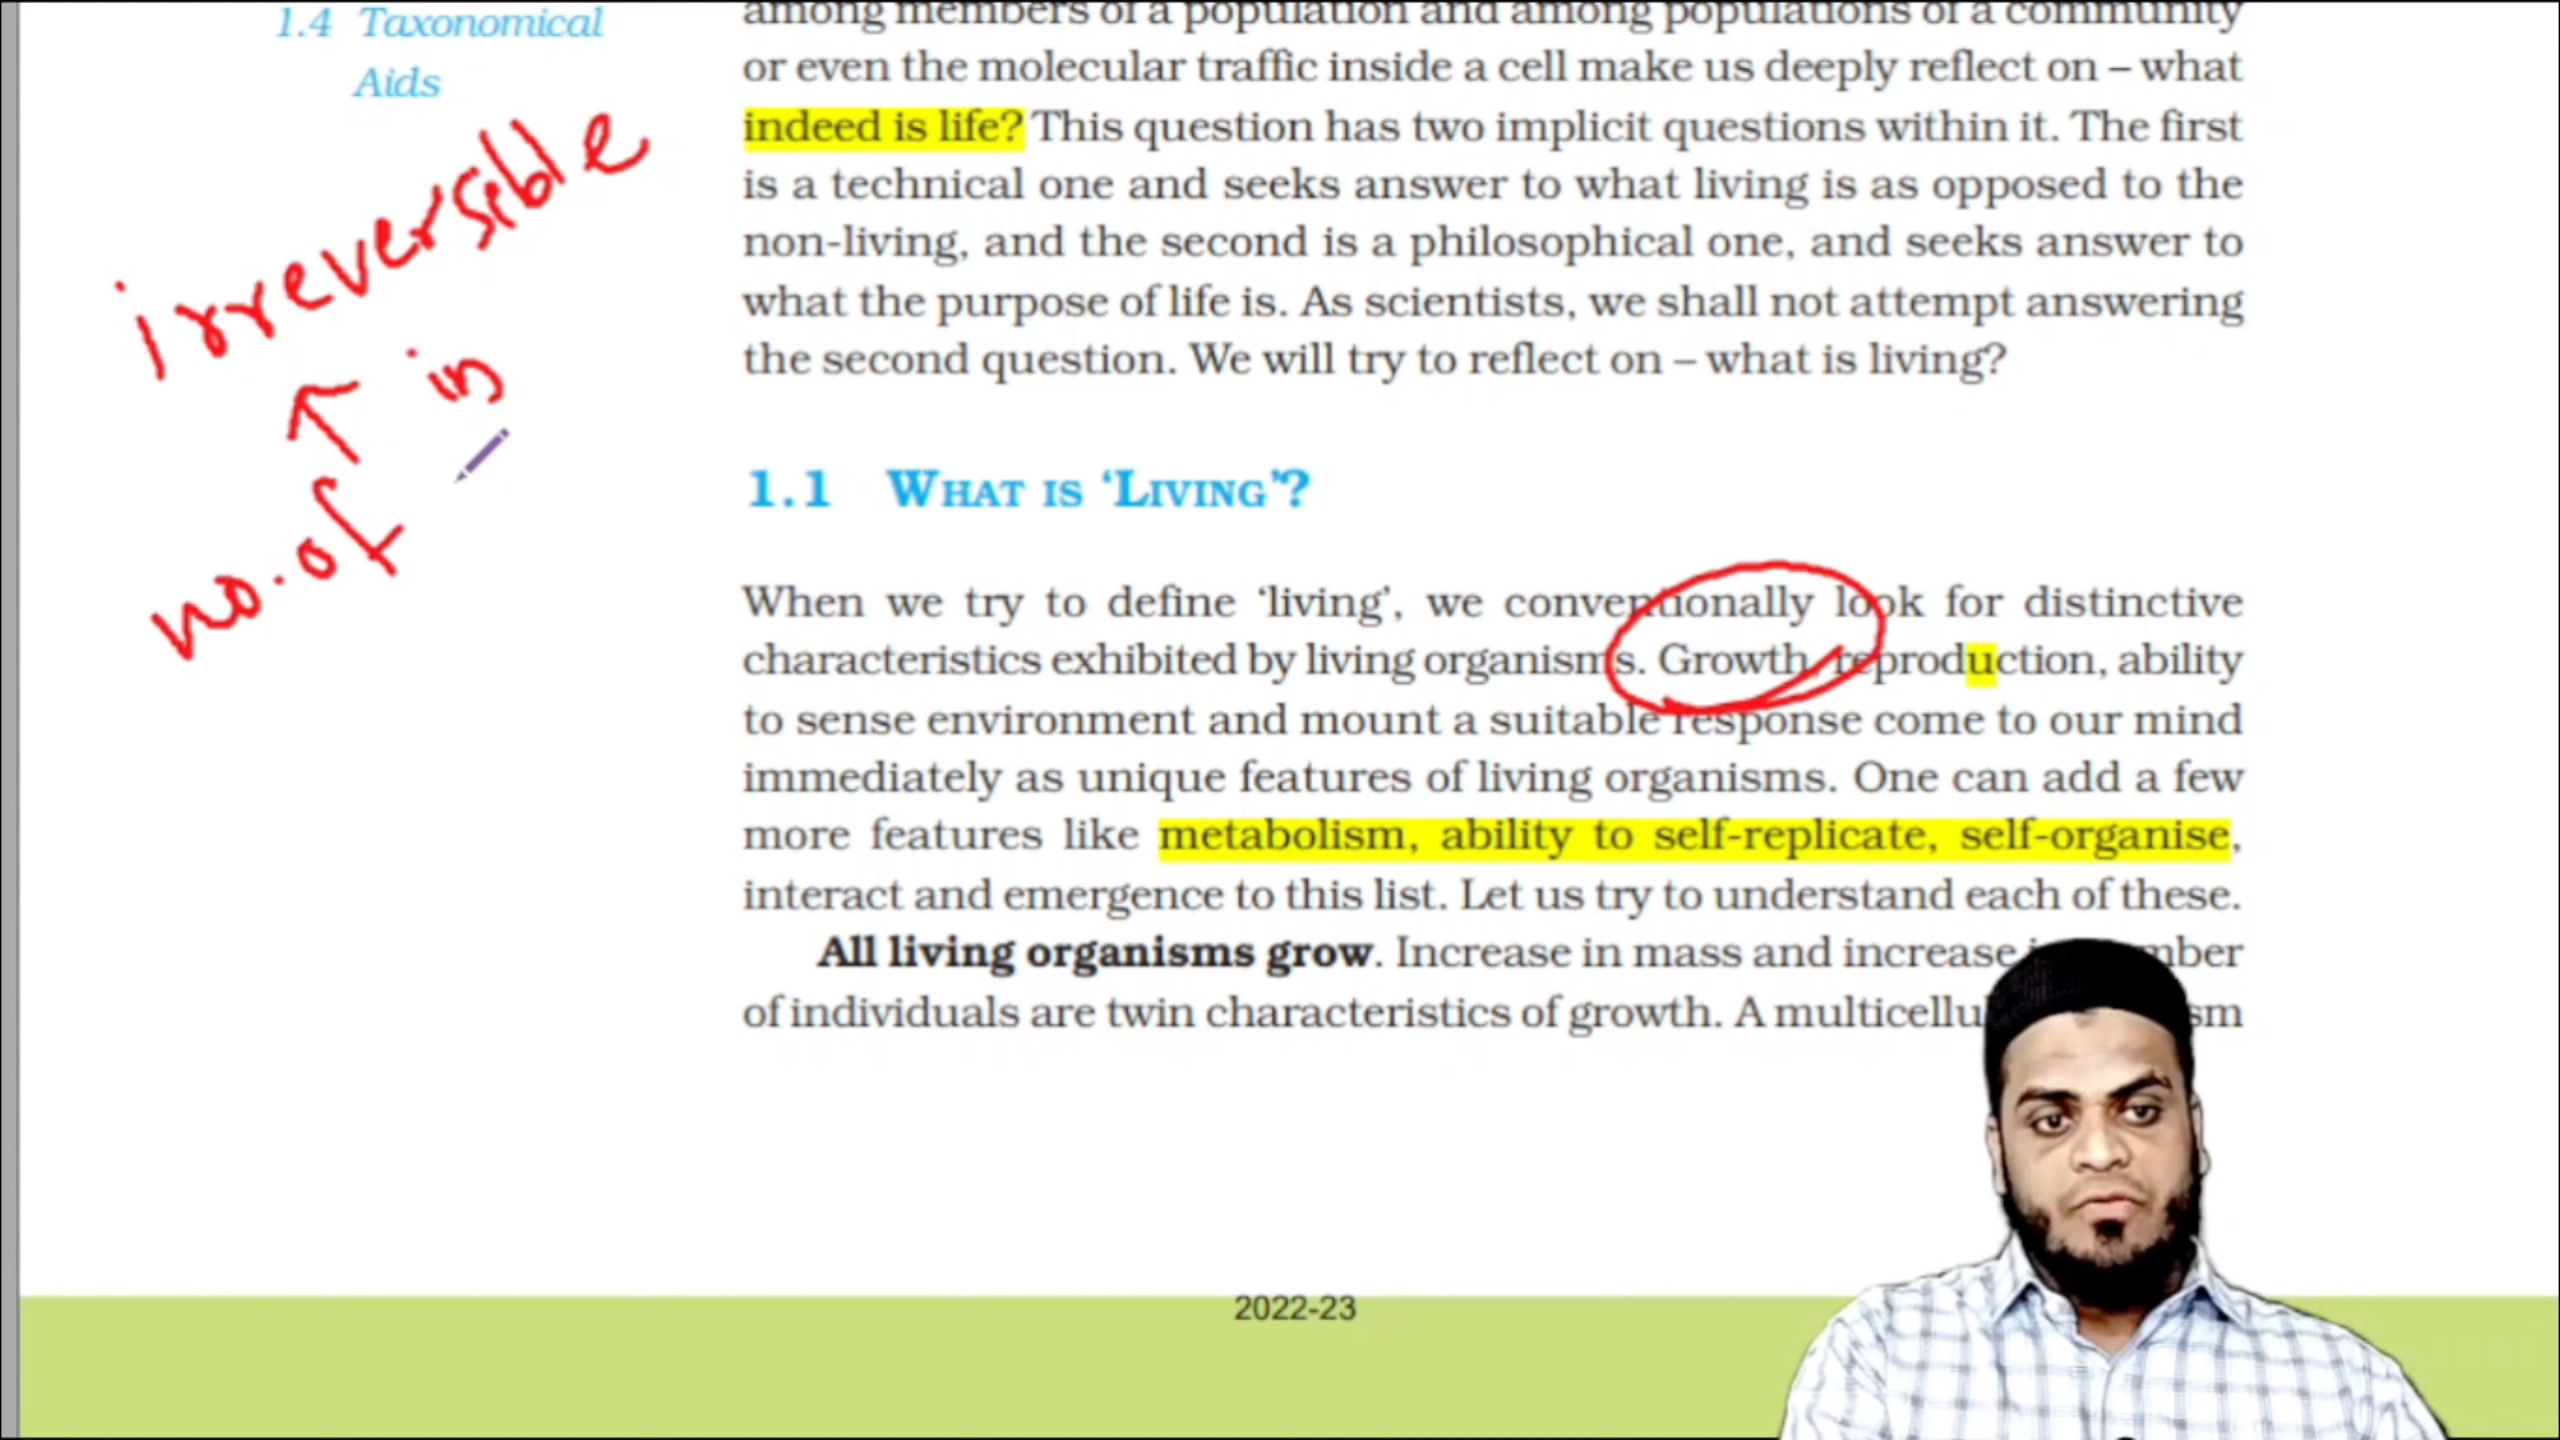 1.4 Taxonomical
Aids
irreversible
↑ in
no. of
among members of a population and among populations of a community
or even the molecular traffic inside a cell make us deeply reflect on – what
indeed is life? This question has two implicit questions within it. The first
is a technical one and seeks answer to what living is as opposed to the
non-living, and the second is a philosophical one, and seeks answer to
what the purpose of life is. As scientists, we shall not attempt answering
the second question. We will try to reflect on – what is living?
1.1 WHAT IS ‘LIVING’?
When we try to define ‘living’, we conventionally look for distinctive
characteristics exhibited by living organisms. Growth, reproduction, ability
to sense environment and mount a suitable response come to our mind
immediately as unique features of living organisms. One can add a few
more features like metabolism, ability to self-replicate, self-organise,
interact and emergence to this list. Let us try to understand each of these.
All living organisms grow. Increase in mass and increase
of individuals are twin characteristics of growth. A
2022-23